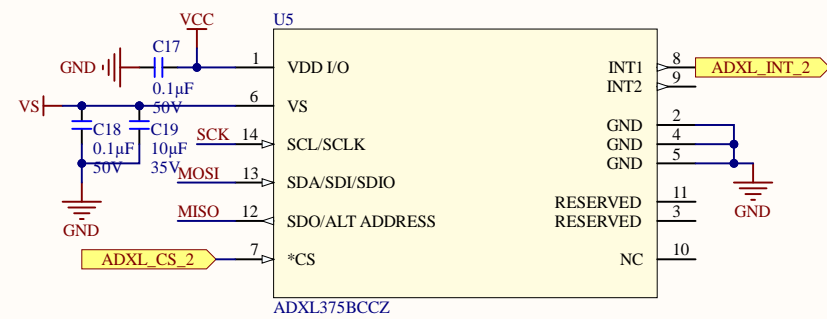 VCC
U5
C17
GND
0.1µF
50V
1
VDD I/O
INT1
8
ADXL_INT_2
INT2
9
VS
6
VS
C18
0.1µF
50V
C19
10µF
35V
SCK
14
SCL/SCLK
GND
2
GND
4
GND
5
MOSI
13
SDA/SDI/SDIO
MISO
12
SDO/ALT ADDRESS
RESERVED
11
RESERVED
3
GND
GND
ADXL_CS_2
7
*CS
NC
10
ADXL375BCCZ